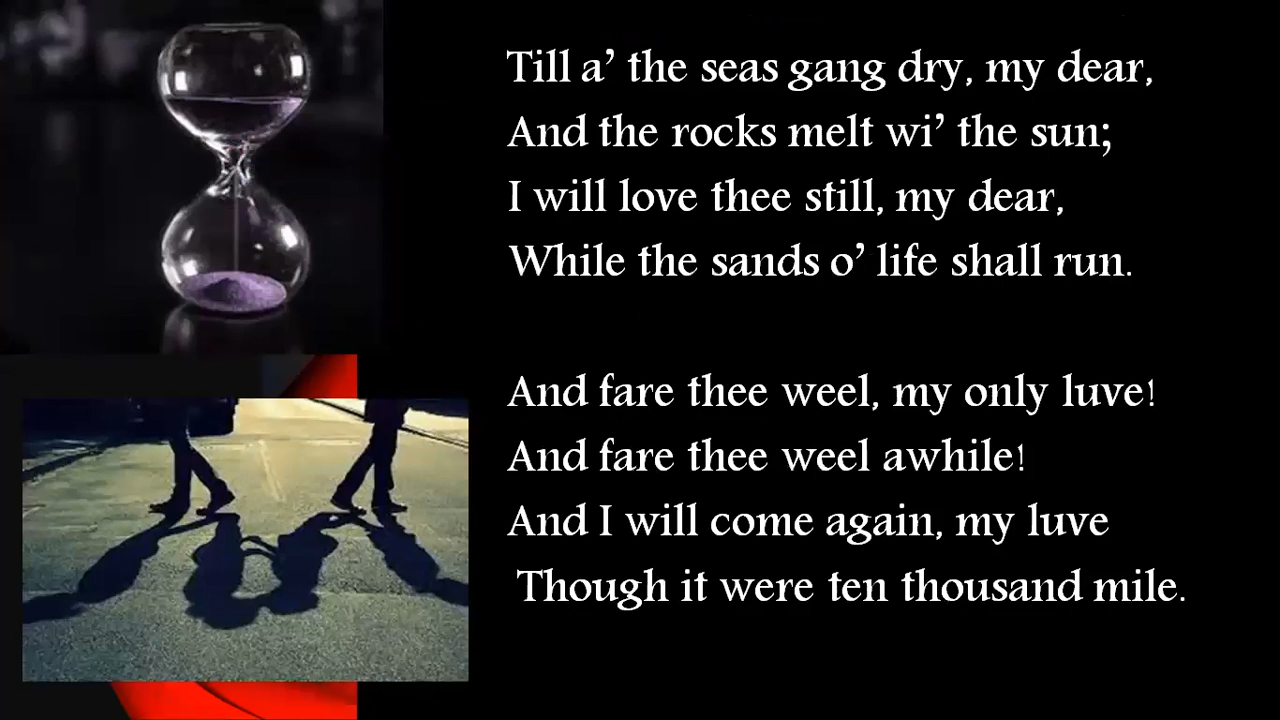 Till a’ the seas gang dry, my dear,
And the rocks melt wi’ the sun;
I will love thee still, my dear,
While the sands o’ life shall run.
And fare thee weel, my only luve!
And fare thee weel awhile!
And I will come again, my luve
Though it were ten thousand mile.